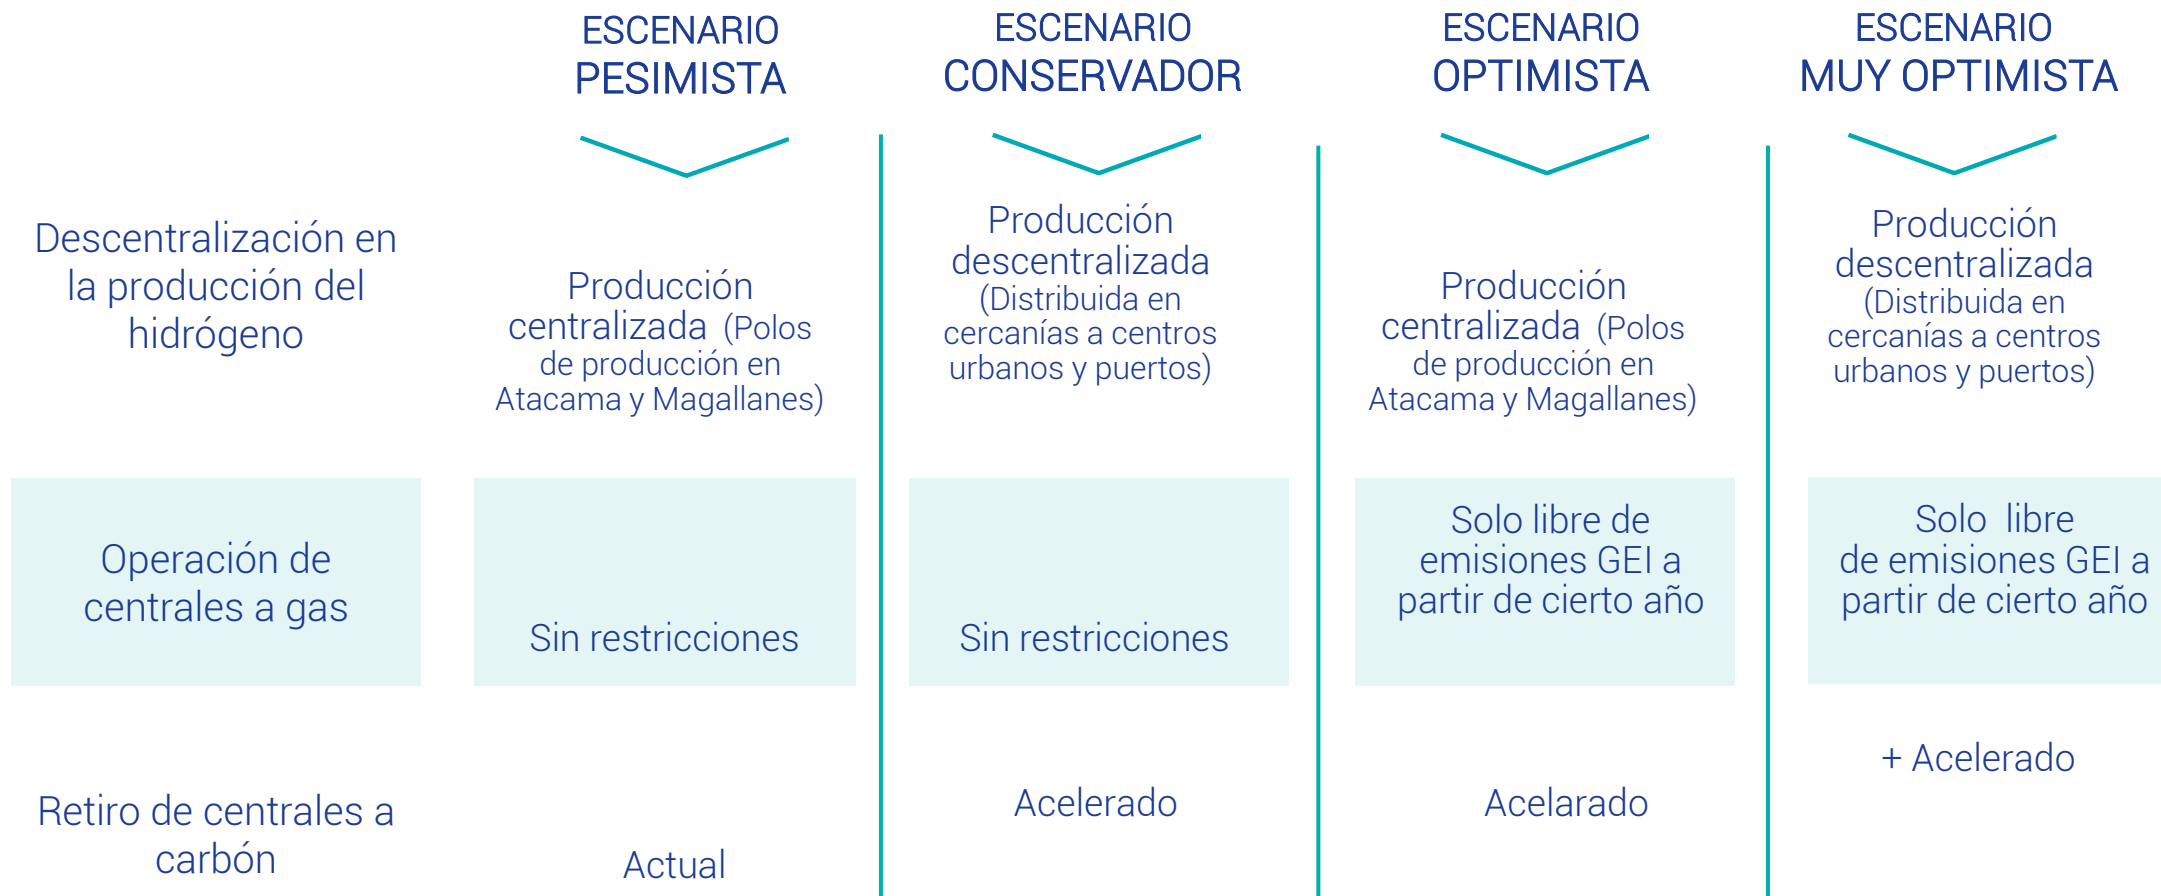 ESCENARIO
PESIMISTA
ESCENARIO
CONSERVADOR
ESCENARIO
OPTIMISTA
ESCENARIO
MUY OPTIMISTA
Descentralización en
la producción del
hidrógeno
Producción
centralizada (Polos
de producción en
Atacama y Magallanes)
Producción
descentralizada
(Distribuida en
cercanías a centros
urbanos y puertos)
Producción
centralizada (Polos
de producción en
Atacama y Magallanes)
Producción
descentralizada
(Distribuida en
cercanías a centros
urbanos y puertos)
Operación de
centrales a gas
Sin restricciones
Sin restricciones
Solo libre de
emisiones GEI a
partir de cierto año
Solo libre
de emisiones GEI a
partir de cierto año
Retiro de centrales a
carbón
Actual
Acelerado
Acelarado
+ Acelerado